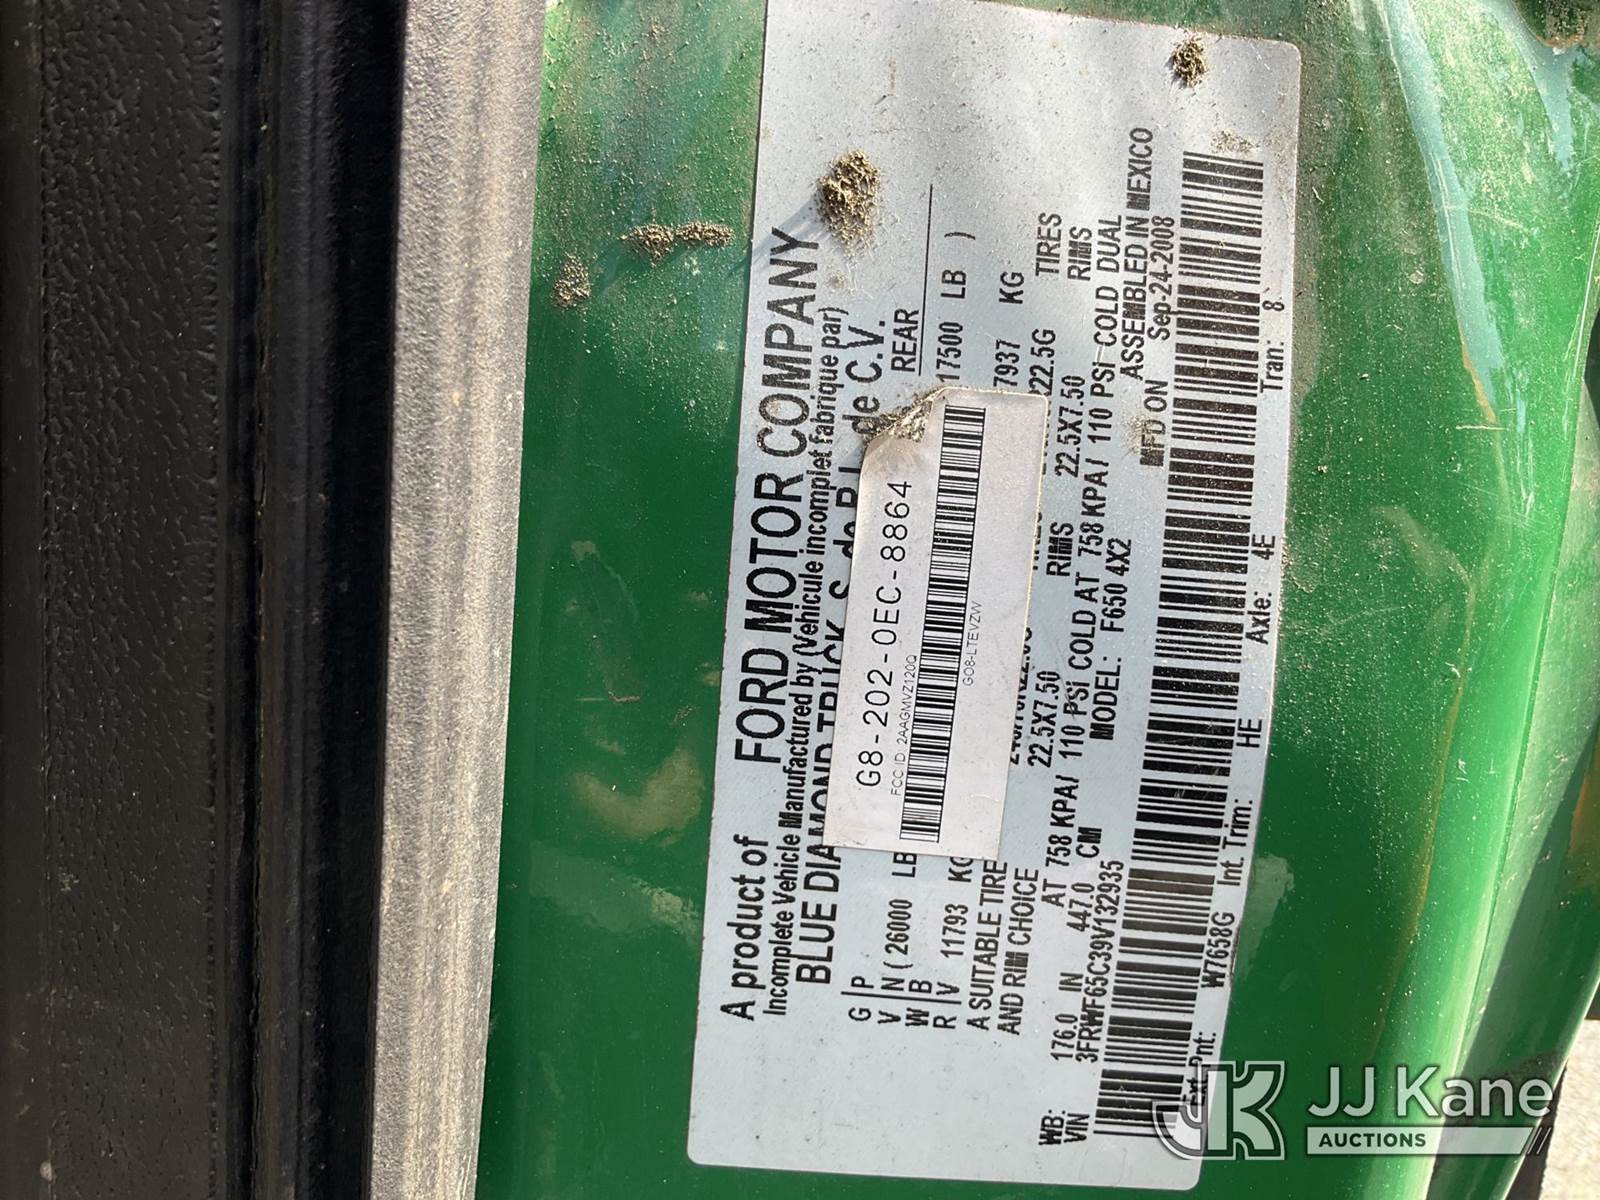 A product of FORD MOTOR COMPANY
Incomplete Vehicle Manufactured by (Vehicule incomplet fabrique par)
BLUE DIAMOND TRUCK, S. de R.L. de C.V.
G P REAR
V N (26000 LB 17500 LB )
W B
R V 11793 KG 7937 KG
A SUITABLE TIRE TIRES
AND RIM CHOICE 22.5X7.50 RIMS 22.5X7.50 RIMS
AT 758 KPA/ 110 PSI COLD AT 758 KPA/ 110 PSI COLD DUAL
WB: 176.0 IN 447.0 CM MODEL: F650 4X2 ASSEMBLED IN MEXICO
VIN 3FRWF65C39V132935 MFD ON Sep-24-2008
Ext. Pnt: W7658G Int. Trim: HE Axle: 4E Tran: 8
G8-202-0EC-8864
FCC ID: 2AAGMVZ120Q
GO8-LTEVZW
JK JJ Kane
AUCTIONS